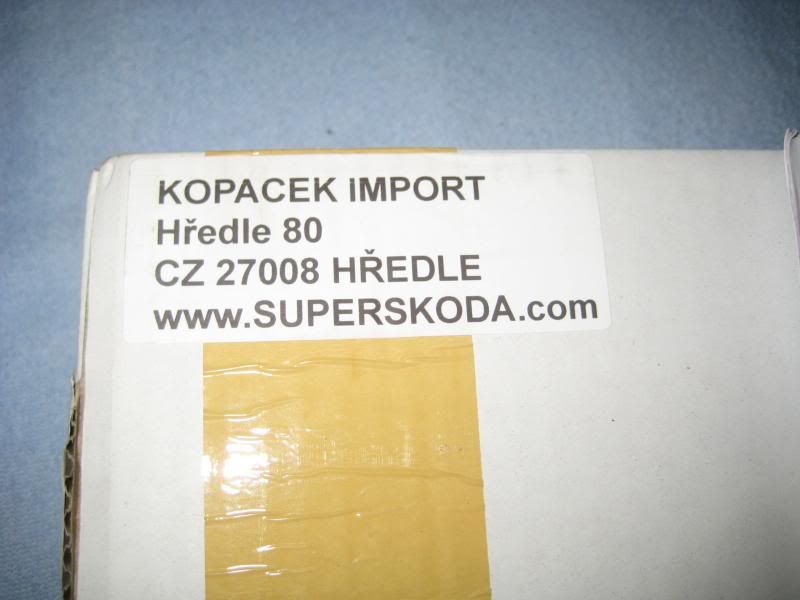 KOPACEK IMPORT
Hředle 80
CZ 27008 HŘEDLE
www.SUPERSKODA.com